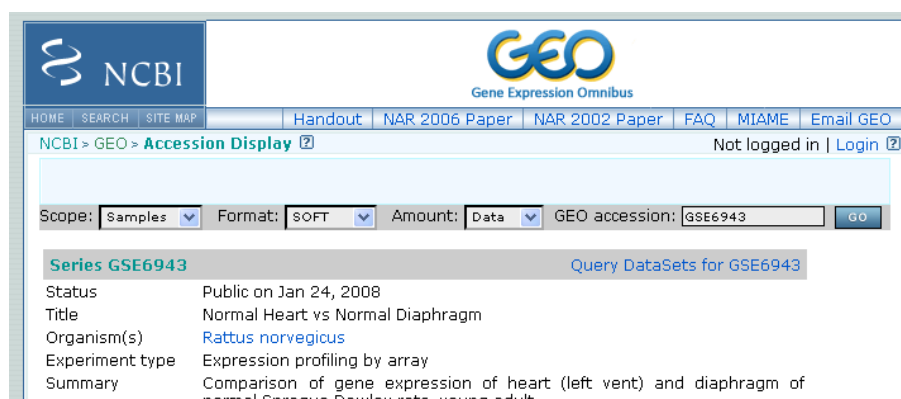 NCBI
GEO
Gene Expression Omnibus
HOME SEARCH SITE MAP Handout NAR 2006 Paper NAR 2002 Paper FAQ MIAME Email GEO
NCBI > GEO > Accession Display ? Not logged in | Login ?
Scope: Samples Format: SOFT Amount: Data GEO accession: GSE6943 GO
Series GSE6943 Query DataSets for GSE6943
Status Public on Jan 24, 2008
Title Normal Heart vs Normal Diaphragm
Organism(s) Rattus norvegicus
Experiment type Expression profiling by array
Summary Comparison of gene expression of heart (left vent) and diaphragm of